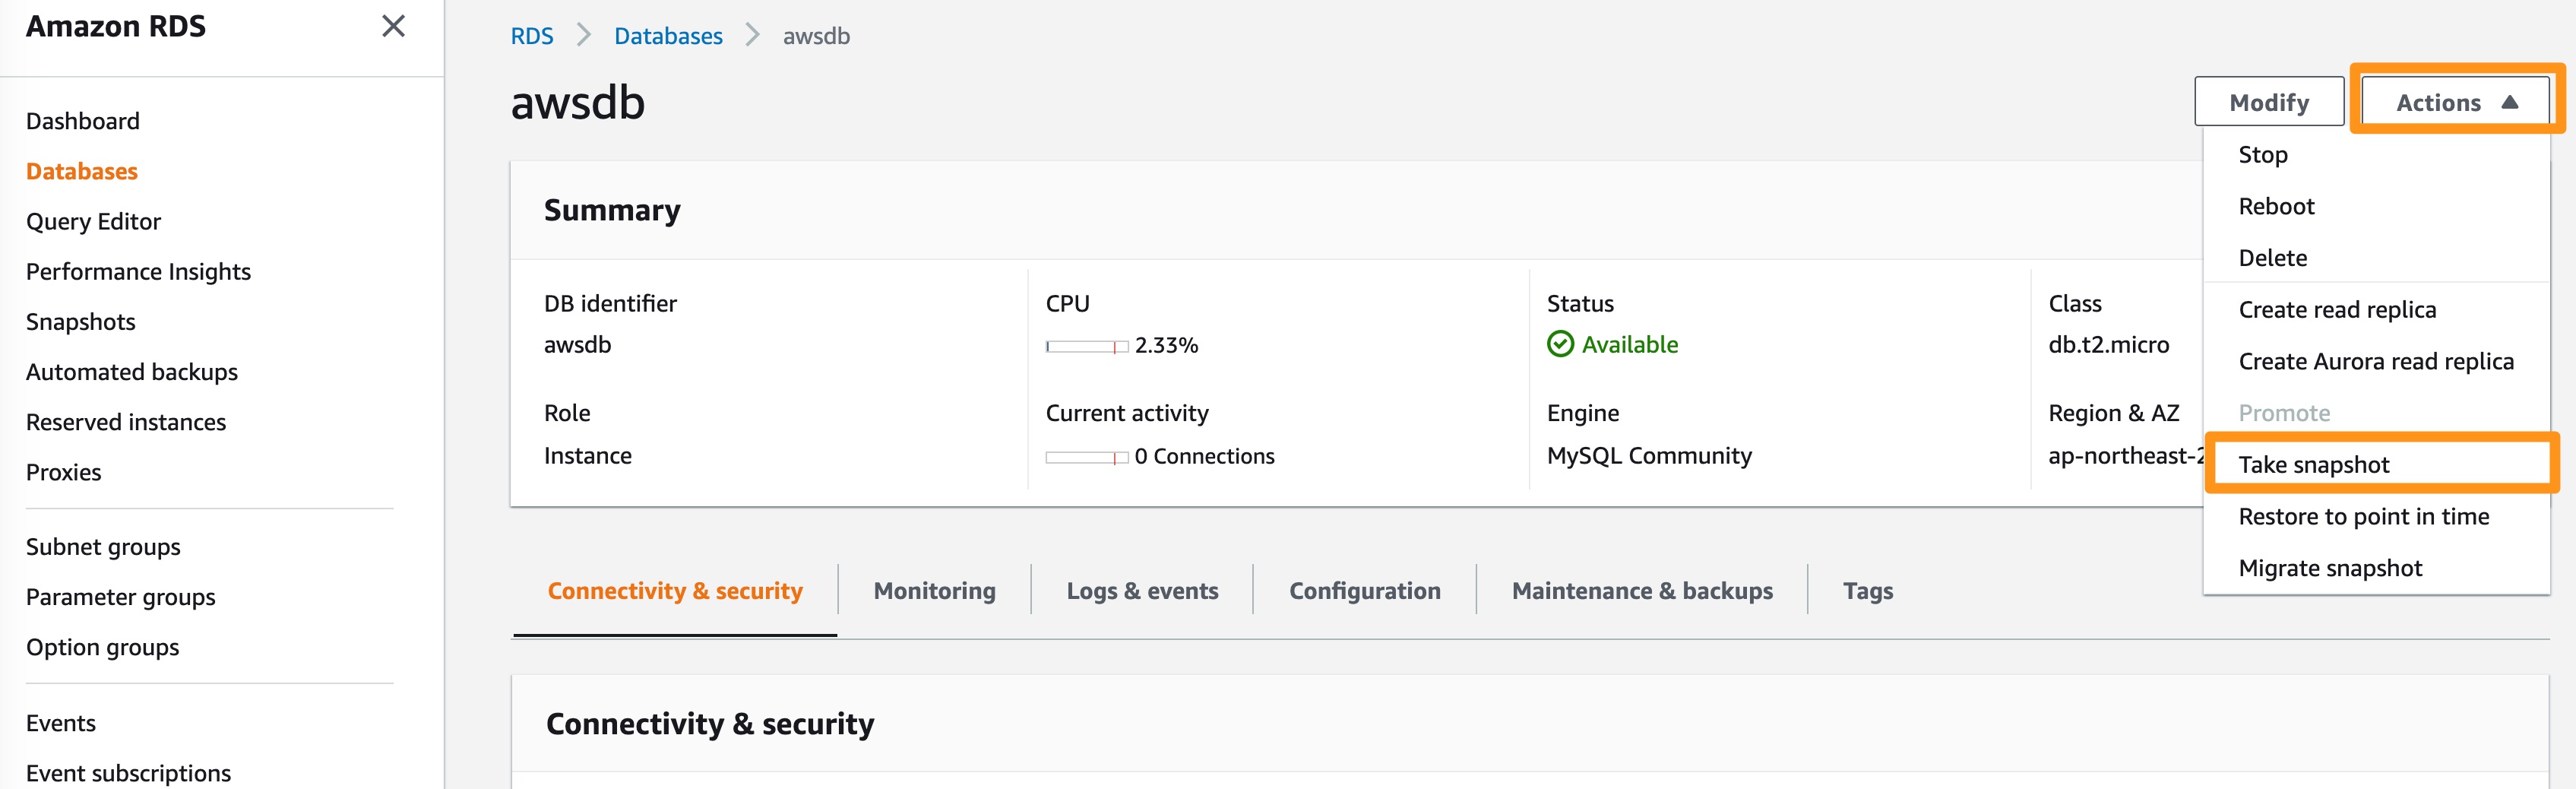 Amazon RDS
Dashboard
Databases
Query Editor
Performance Insights
Snapshots
Automated backups
Reserved instances
Proxies
Subnet groups
Parameter groups
Option groups
Events
Event subscriptions
RDS > Databases > awsdb
awsdb
Modify
Actions
Stop
Reboot
Delete
Create read replica
Create Aurora read replica
Promote
Take snapshot
Restore to point in time
Migrate snapshot
Summary
DB identifier
awsdb
CPU
2.33%
Status
Available
Class
db.t2.micro
Role
Instance
Current activity
0 Connections
Engine
MySQL Community
Region & AZ
ap-northeast-2
Connectivity & security
Monitoring
Logs & events
Configuration
Maintenance & backups
Tags
Connectivity & security